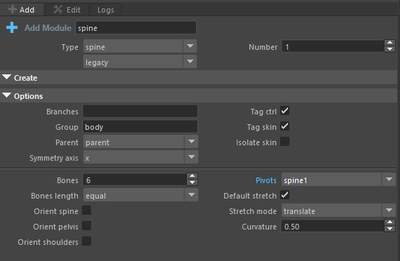 Add Edit Logs
Add Module spine
Type spine Number 1
legacy
Create
Options
Branches Tag ctrl
Group body Tag skin
Parent parent Isolate skin
Symmetry axis x
Bones 6 Pivots spine1
Bones length equal Default stretch
Orient spine Stretch mode translate
Orient pelvis Curvature 0.50
Orient shoulders